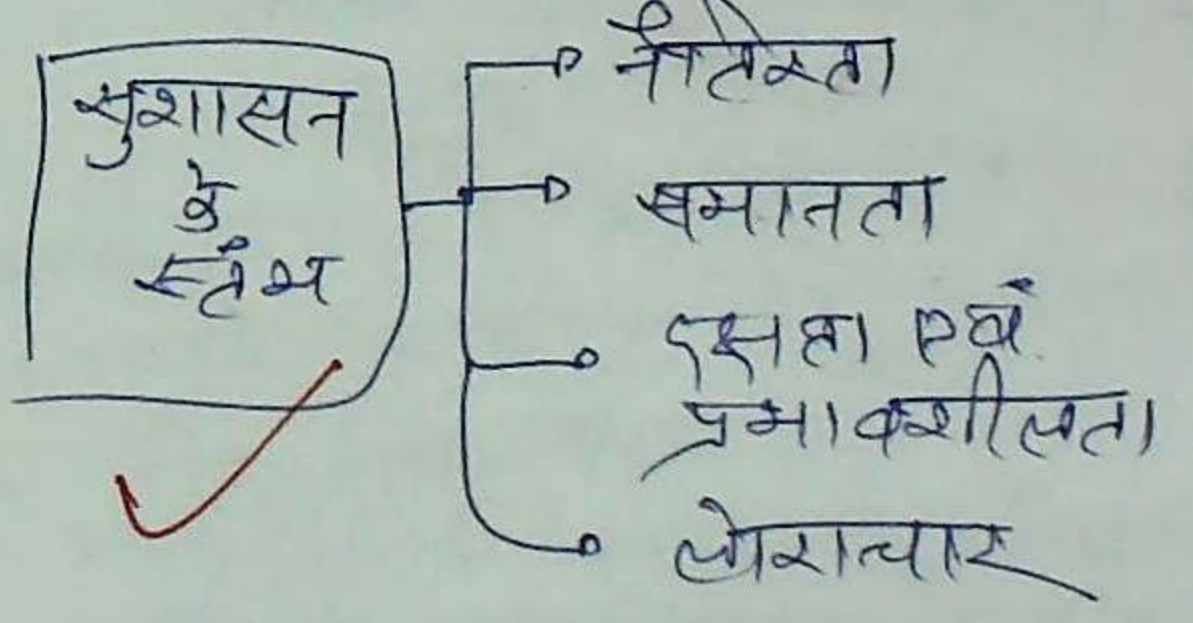 सुशासन
के
स्तंभ
नैतिकता
समानता
दक्षता एवं
प्रभावशीलता
लोकाचार